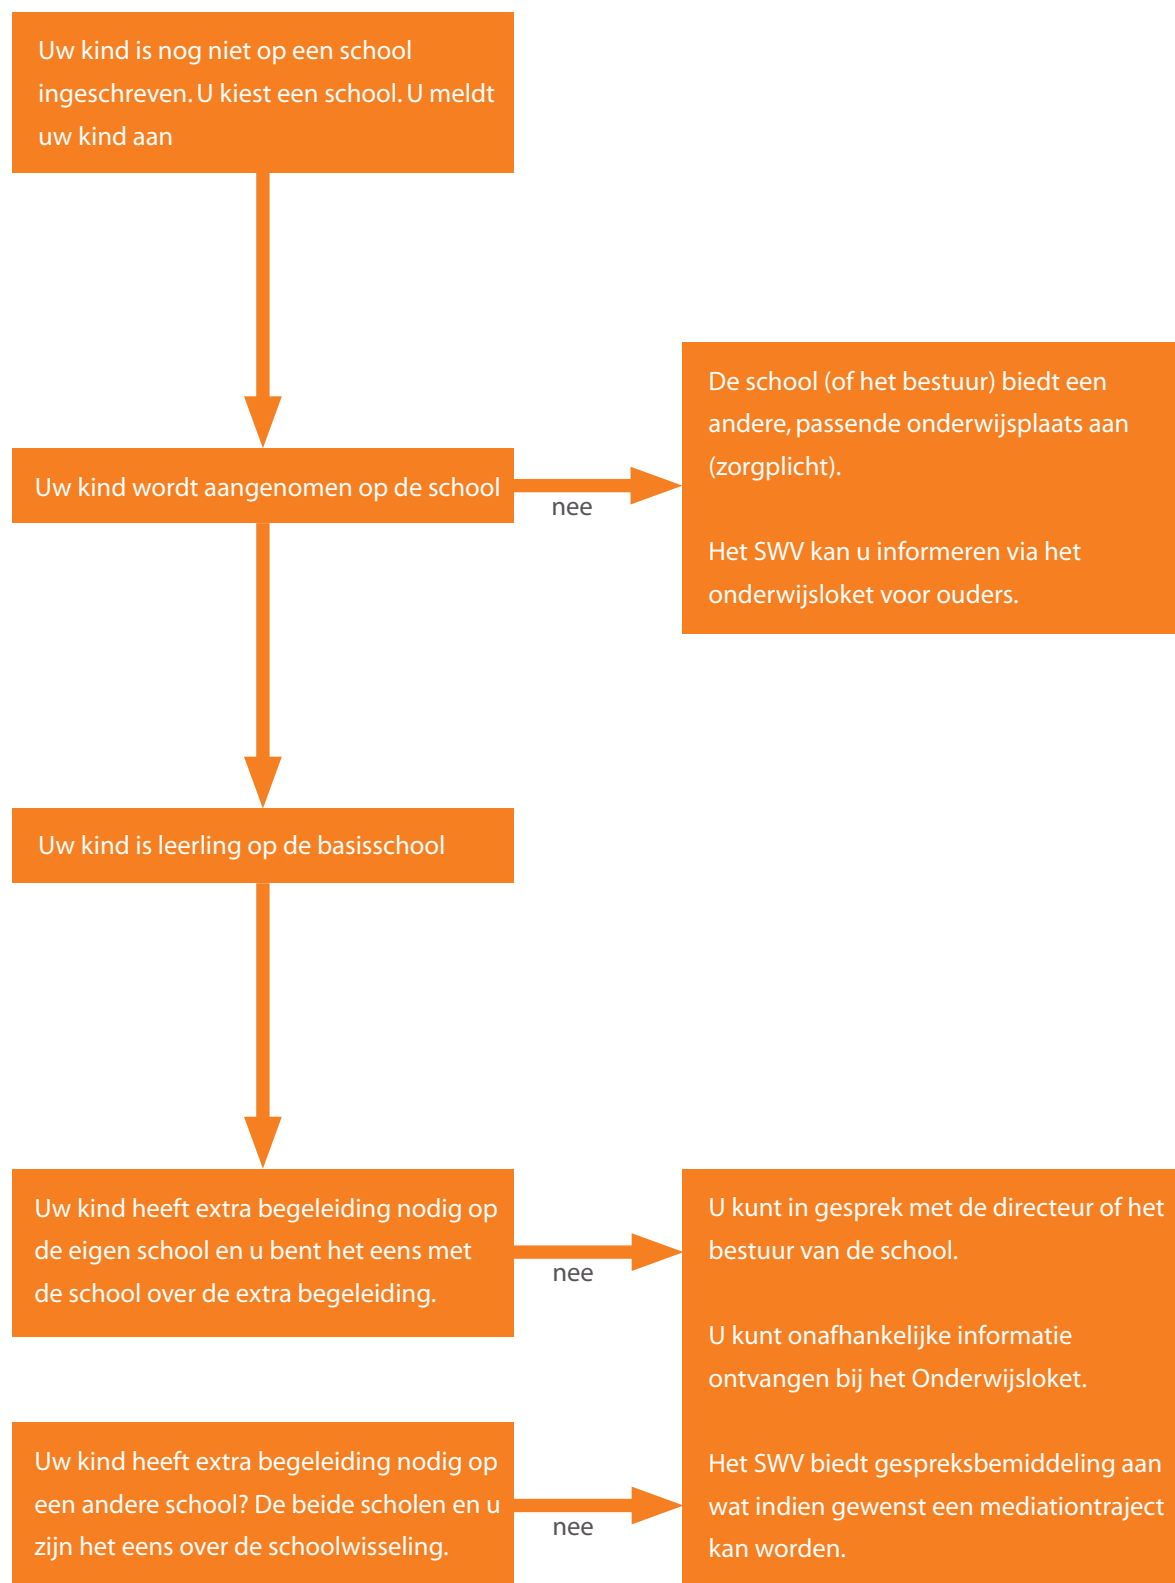 Uw kind is nog niet op een school
ingeschreven. U kiest een school. U meldt
uw kind aan
Uw kind wordt aangenomen op de school
nee
De school (of het bestuur) biedt een
andere, passende onderwijsplaats aan
(zorgplicht).
Het SWV kan u informeren via het
onderwijsloket voor ouders.
Uw kind is leerling op de basisschool
Uw kind heeft extra begeleiding nodig op
de eigen school en u bent het eens met
de school over de extra begeleiding.
nee
Uw kind heeft extra begeleiding nodig op
een andere school? De beide scholen en u
zijn het eens over de schoolwisseling.
nee
U kunt in gesprek met de directeur of het
bestuur van de school.
U kunt onafhankelijke informatie
ontvangen bij het Onderwijsloket.
Het SWV biedt gespreksbemiddeling aan
wat indien gewenst een mediationtraject
kan worden.